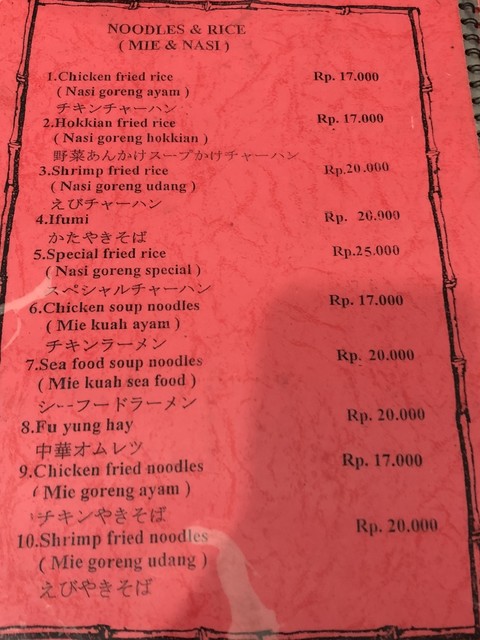 NOODLES & RICE
( MIE & NASI )
1.Chicken fried rice Rp. 17.000
( Nasi goreng ayam )
チキンチャーハン
2.Hokkian fried rice Rp. 17.000
( Nasi goreng hokkian )
野菜あんかけスープかけチャーハン
3.Shrimp fried rice Rp.20.000
( Nasi goreng udang )
えびチャーハン
4.Ifumi Rp. 20.000
かたやきそば
5.Special fried rice Rp.25.000
( Nasi goreng special )
スペシャルチャーハン
6.Chicken soup noodles Rp. 17.000
( Mie kuah ayam )
チキンラーメン
7.Sea food soup noodles Rp. 20.000
( Mie kuah sea food )
シーフードラーメン
8.Fu yung hay Rp. 20.000
中華オムレツ
9.Chicken fried noodles Rp. 17.000
( Mie goreng ayam )
チキンやきそば
10.Shrimp fried noodles Rp. 20.000
( Mie goreng udang )
えびやきそば